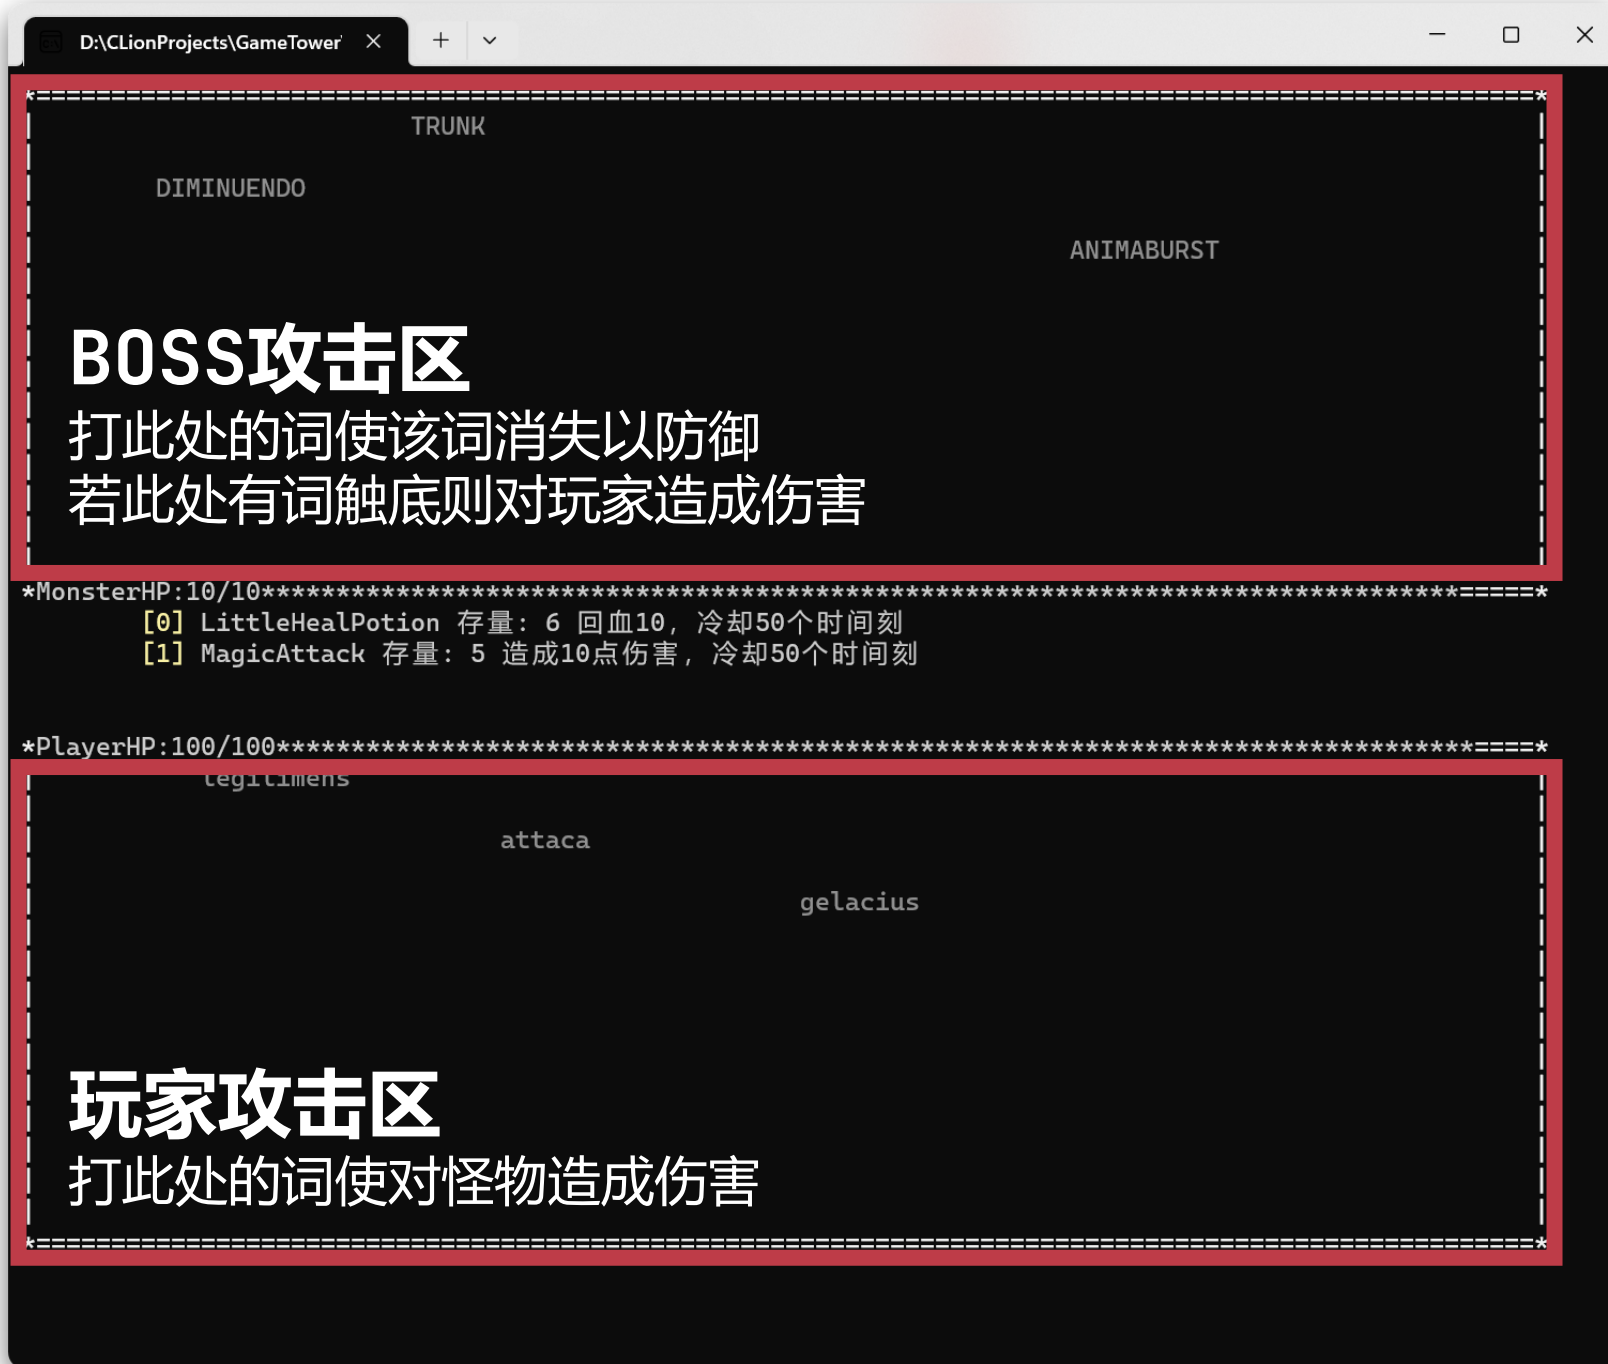 D:\CLionProjects\GameTower
*====================================================================================================*
TRUNK
DIMINUENDO
ANIMABURST
BOSS攻击区
打此处的词使该词消失以防御
若此处有词触底则对玩家造成伤害
*MonsterHP:10/10********************************************************************************=====*
[0] LittleHealPotion 存量: 6 回血10, 冷却50个时间刻
[1] MagicAttack 存量: 5 造成10点伤害, 冷却50个时间刻
*PlayerHP:100/100********************************************************************************====*
legilimens
attaca
gelacius
玩家攻击区
打此处的词使对怪物造成伤害
*====================================================================================================*